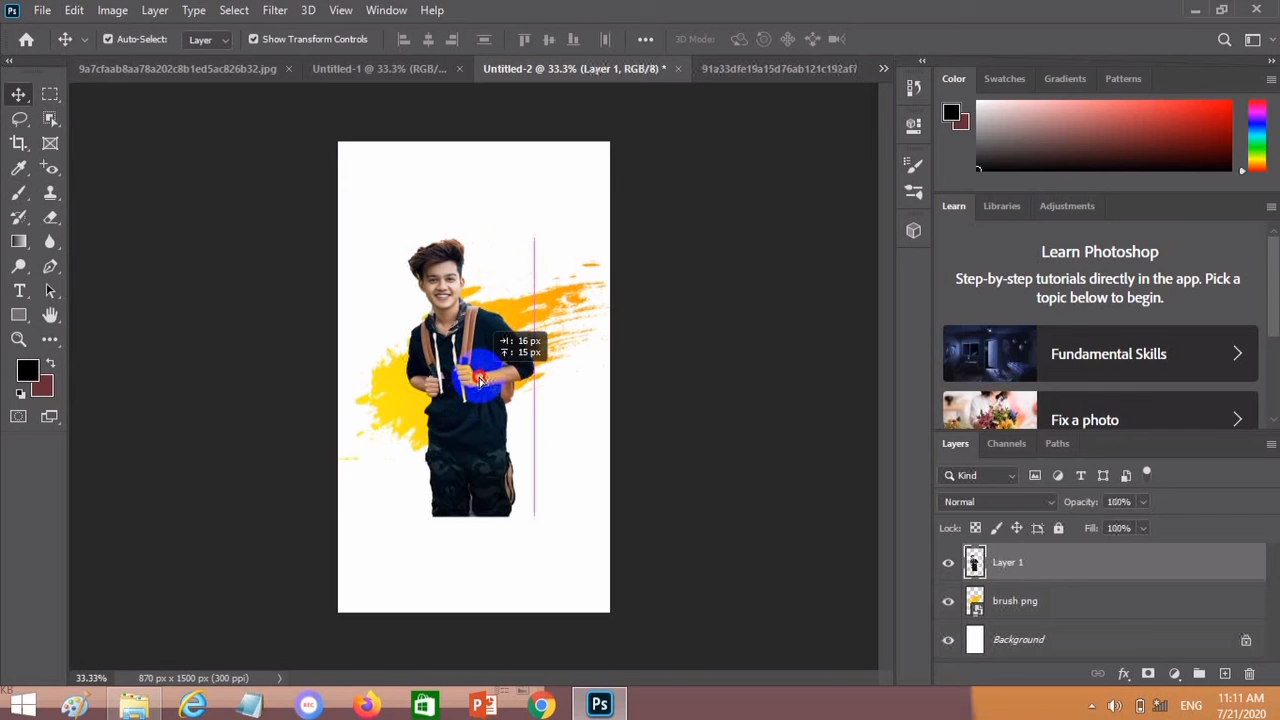 Ps File Edit Image Layer Type Select Filter 3D View Window Help
Auto-Select: Layer Show Transform Controls 3D Mode:
9a7cfaab8aa78a202c8b1ed5ac826b32.jpg Untitled-1 @ 33.3% (RGB/... Untitled-2 @ 33.3% (Layer 1, RGB/8) * 91a33dfe19a15d76ab121c192af7
Color Swatches Gradients Patterns
Learn Libraries Adjustments
Learn Photoshop
Step-by-step tutorials directly in the app. Pick a
topic below to begin.
Fundamental Skills
Fix a photo
: 16 px
: 15 px
Layers Channels Paths
Kind
Normal Opacity: 100%
Lock: Fill: 100%
Layer 1
brush png
Background
33.33% 870 px x 1500 px (300 ppi)
KB
REC Ps ENG
11:11 AM
7/21/2020